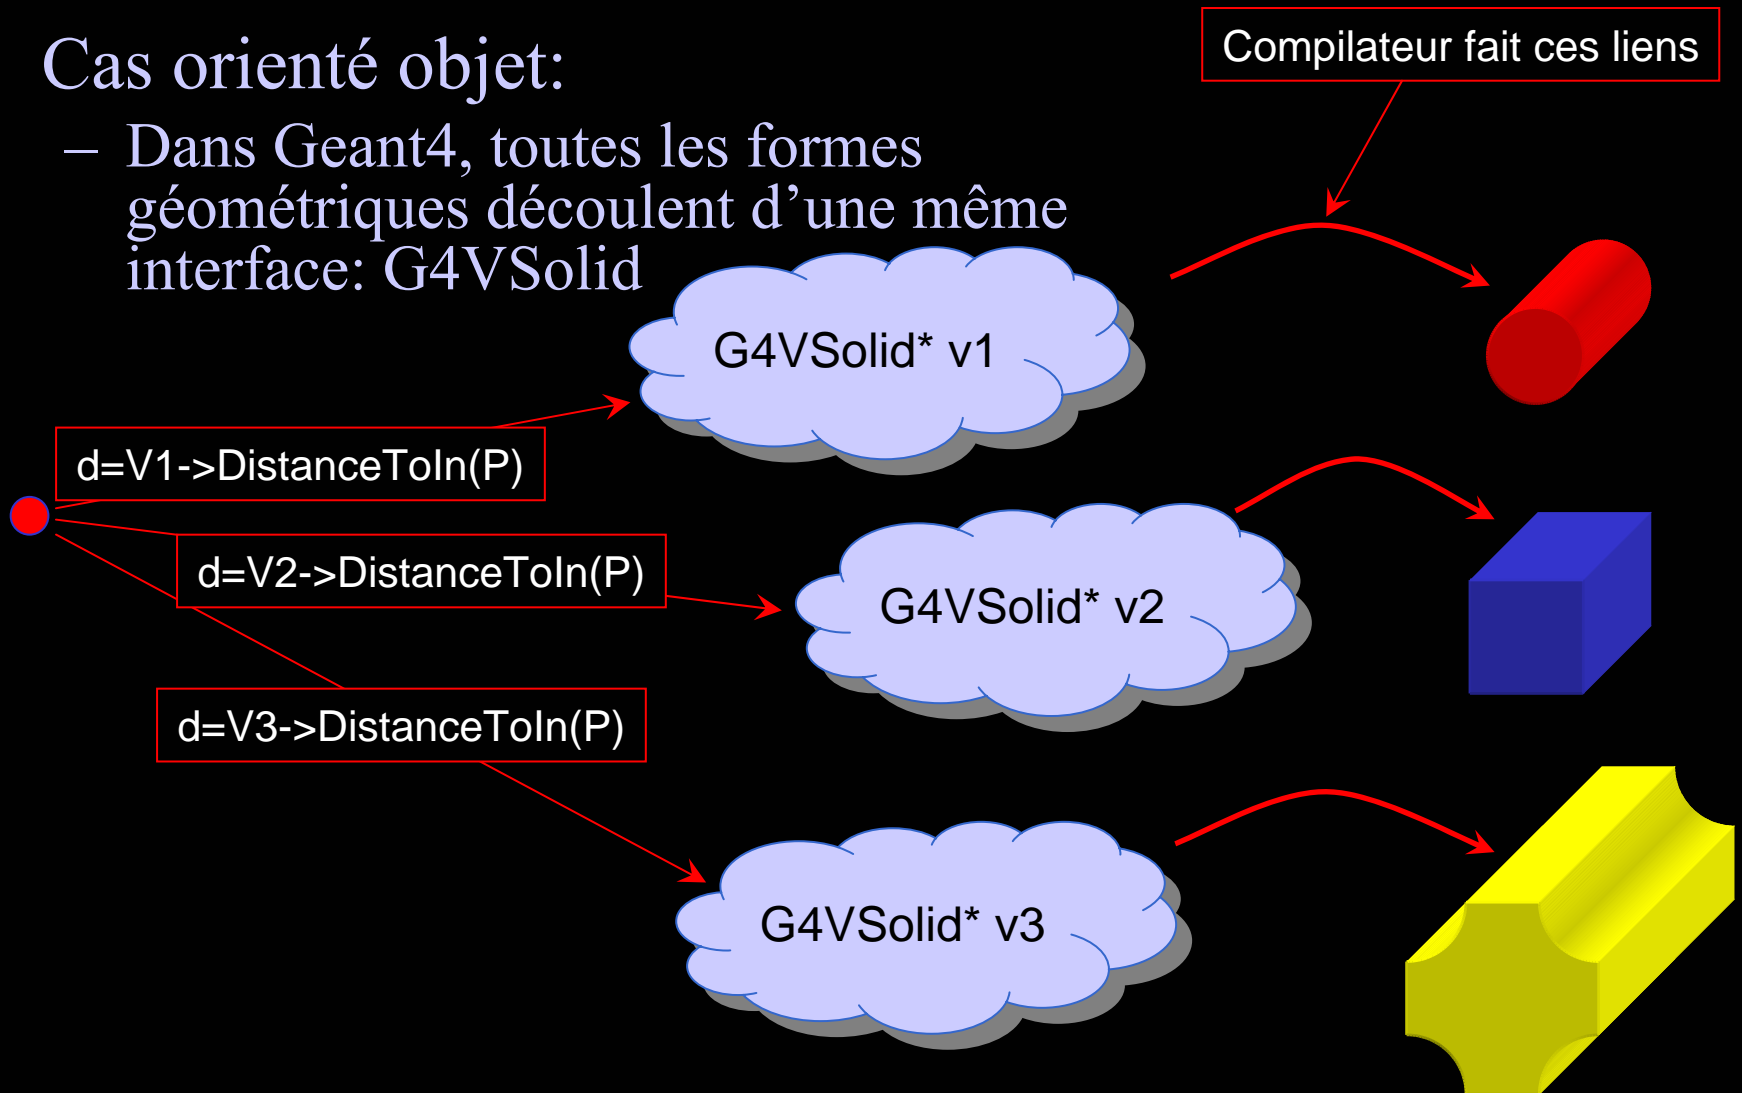 Cas orienté objet:
Compilateur fait ces liens
– Dans Geant4, toutes les formes
géométriques découlent d’une même
interface: G4VSolid
G4VSolid* v1
d=V1->DistanceToIn(P)
d=V2->DistanceToIn(P)
G4VSolid* v2
d=V3->DistanceToIn(P)
G4VSolid* v3